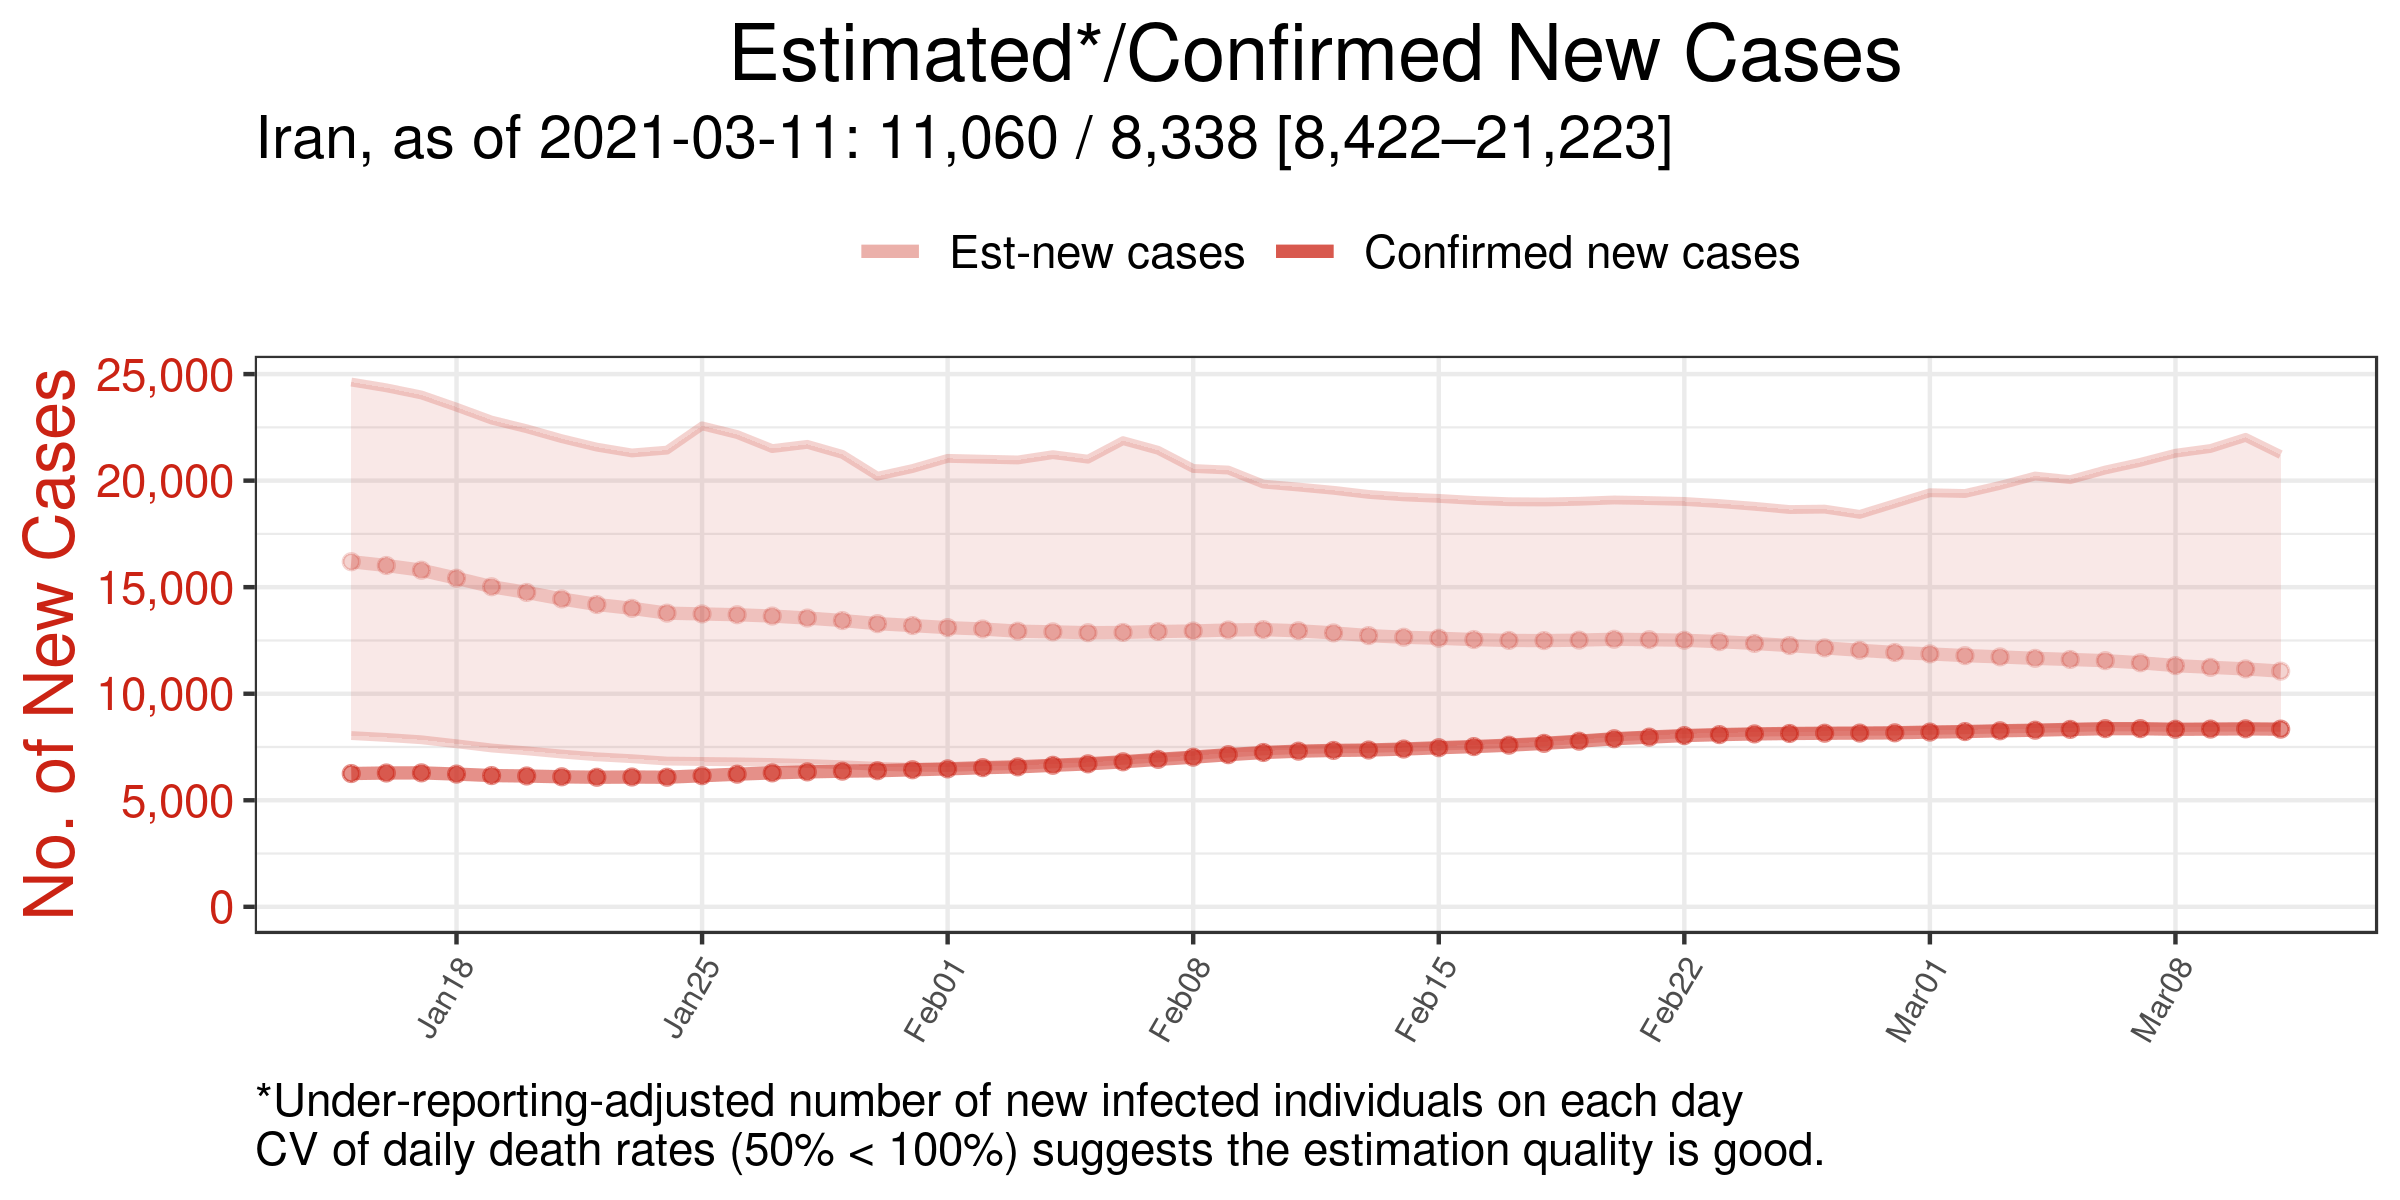 Estimated*/Confirmed New Cases
Iran, as of 2021-03-11: 11,060 / 8,338 [8,422–21,223]
Est-new cases Confirmed new cases
No. of New Cases
25,000
20,000
15,000
10,000
5,000
0
Jan18 Jan25 Feb01 Feb08 Feb15 Feb22 Mar01 Mar08
*Under-reporting-adjusted number of new infected individuals on each day
CV of daily death rates (50% < 100%) suggests the estimation quality is good.